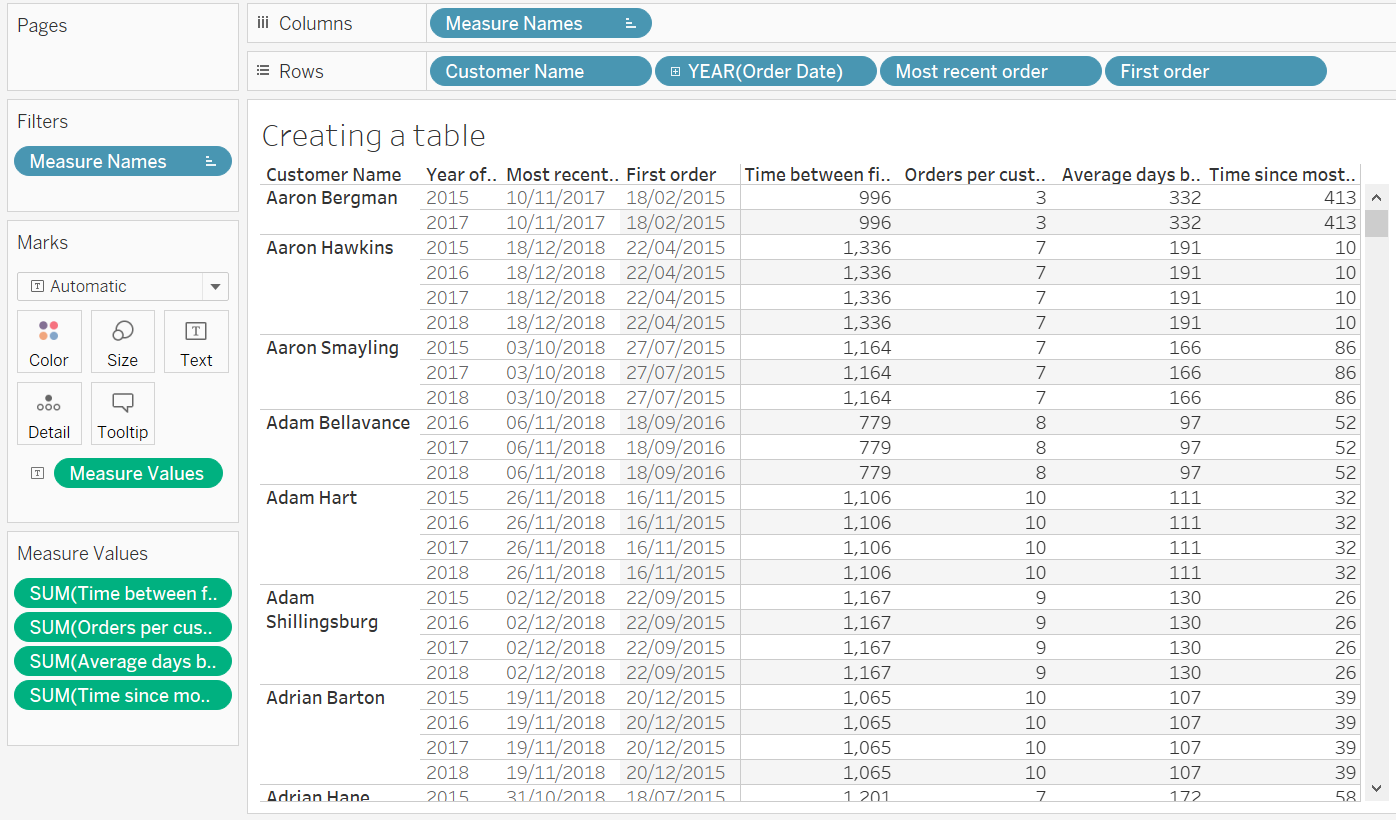 Pages
Columns
Measure Names
Rows
Customer Name
YEAR(Order Date)
Most recent order
First order
Filters
Measure Names
Marks
Automatic
Color Size Text
Detail Tooltip
Measure Values
Measure Values
SUM(Time between f..
SUM(Orders per cus..
SUM(Average days b..
SUM(Time since mo..
Creating a table
Customer Name Year of.. Most recent.. First order Time between fi.. Orders per cust.. Average days b.. Time since most..
Aaron Bergman 2015 10/11/2017 18/02/2015 996 3 332 413
2017 10/11/2017 18/02/2015 996 3 332 413
Aaron Hawkins 2015 18/12/2018 22/04/2015 1,336 7 191 10
2016 18/12/2018 22/04/2015 1,336 7 191 10
2017 18/12/2018 22/04/2015 1,336 7 191 10
2018 18/12/2018 22/04/2015 1,336 7 191 10
Aaron Smayling 2015 03/10/2018 27/07/2015 1,164 7 166 86
2017 03/10/2018 27/07/2015 1,164 7 166 86
2018 03/10/2018 27/07/2015 1,164 7 166 86
Adam Bellavance 2016 06/11/2018 18/09/2016 779 8 97 52
2017 06/11/2018 18/09/2016 779 8 97 52
2018 06/11/2018 18/09/2016 779 8 97 52
Adam Hart 2015 26/11/2018 16/11/2015 1,106 10 111 32
2016 26/11/2018 16/11/2015 1,106 10 111 32
2017 26/11/2018 16/11/2015 1,106 10 111 32
2018 26/11/2018 16/11/2015 1,106 10 111 32
Adam 2015 02/12/2018 22/09/2015 1,167 9 130 26
Shillingsburg 2016 02/12/2018 22/09/2015 1,167 9 130 26
2017 02/12/2018 22/09/2015 1,167 9 130 26
2018 02/12/2018 22/09/2015 1,167 9 130 26
Adrian Barton 2015 19/11/2018 20/12/2015 1,065 10 107 39
2016 19/11/2018 20/12/2015 1,065 10 107 39
2017 19/11/2018 20/12/2015 1,065 10 107 39
2018 19/11/2018 20/12/2015 1,065 10 107 39
Adrian Hane 2015 31/10/2018 18/07/2015 1,201 7 172 58